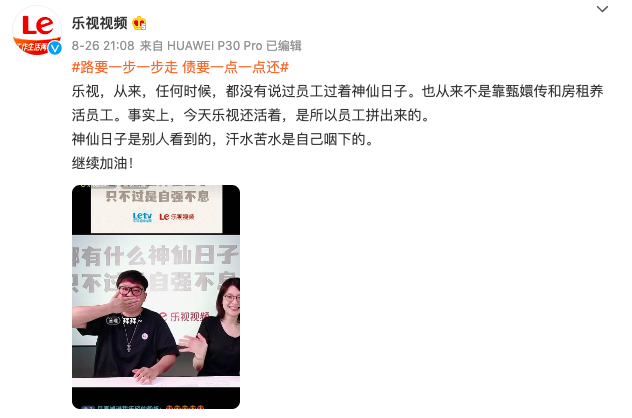 Le
乐视视频
8-26 21:08 来自 HUAWEI P30 Pro 已编辑
#路要一步一步走 债要一点一点还#
乐视，从来，任何时候，都没有说过员工过着神仙日子。也从来不是靠甄嬛传和房租养
活员工。事实上，今天乐视还活着，是所以员工拼出来的。
神仙日子是别人看到的，汗水苦水是自己咽下的。
继续加油！
只不过是自强不息
Letv
Le 乐视视频
都有什么神仙日子
只不过是自强不息
乐视视频
拜拜~